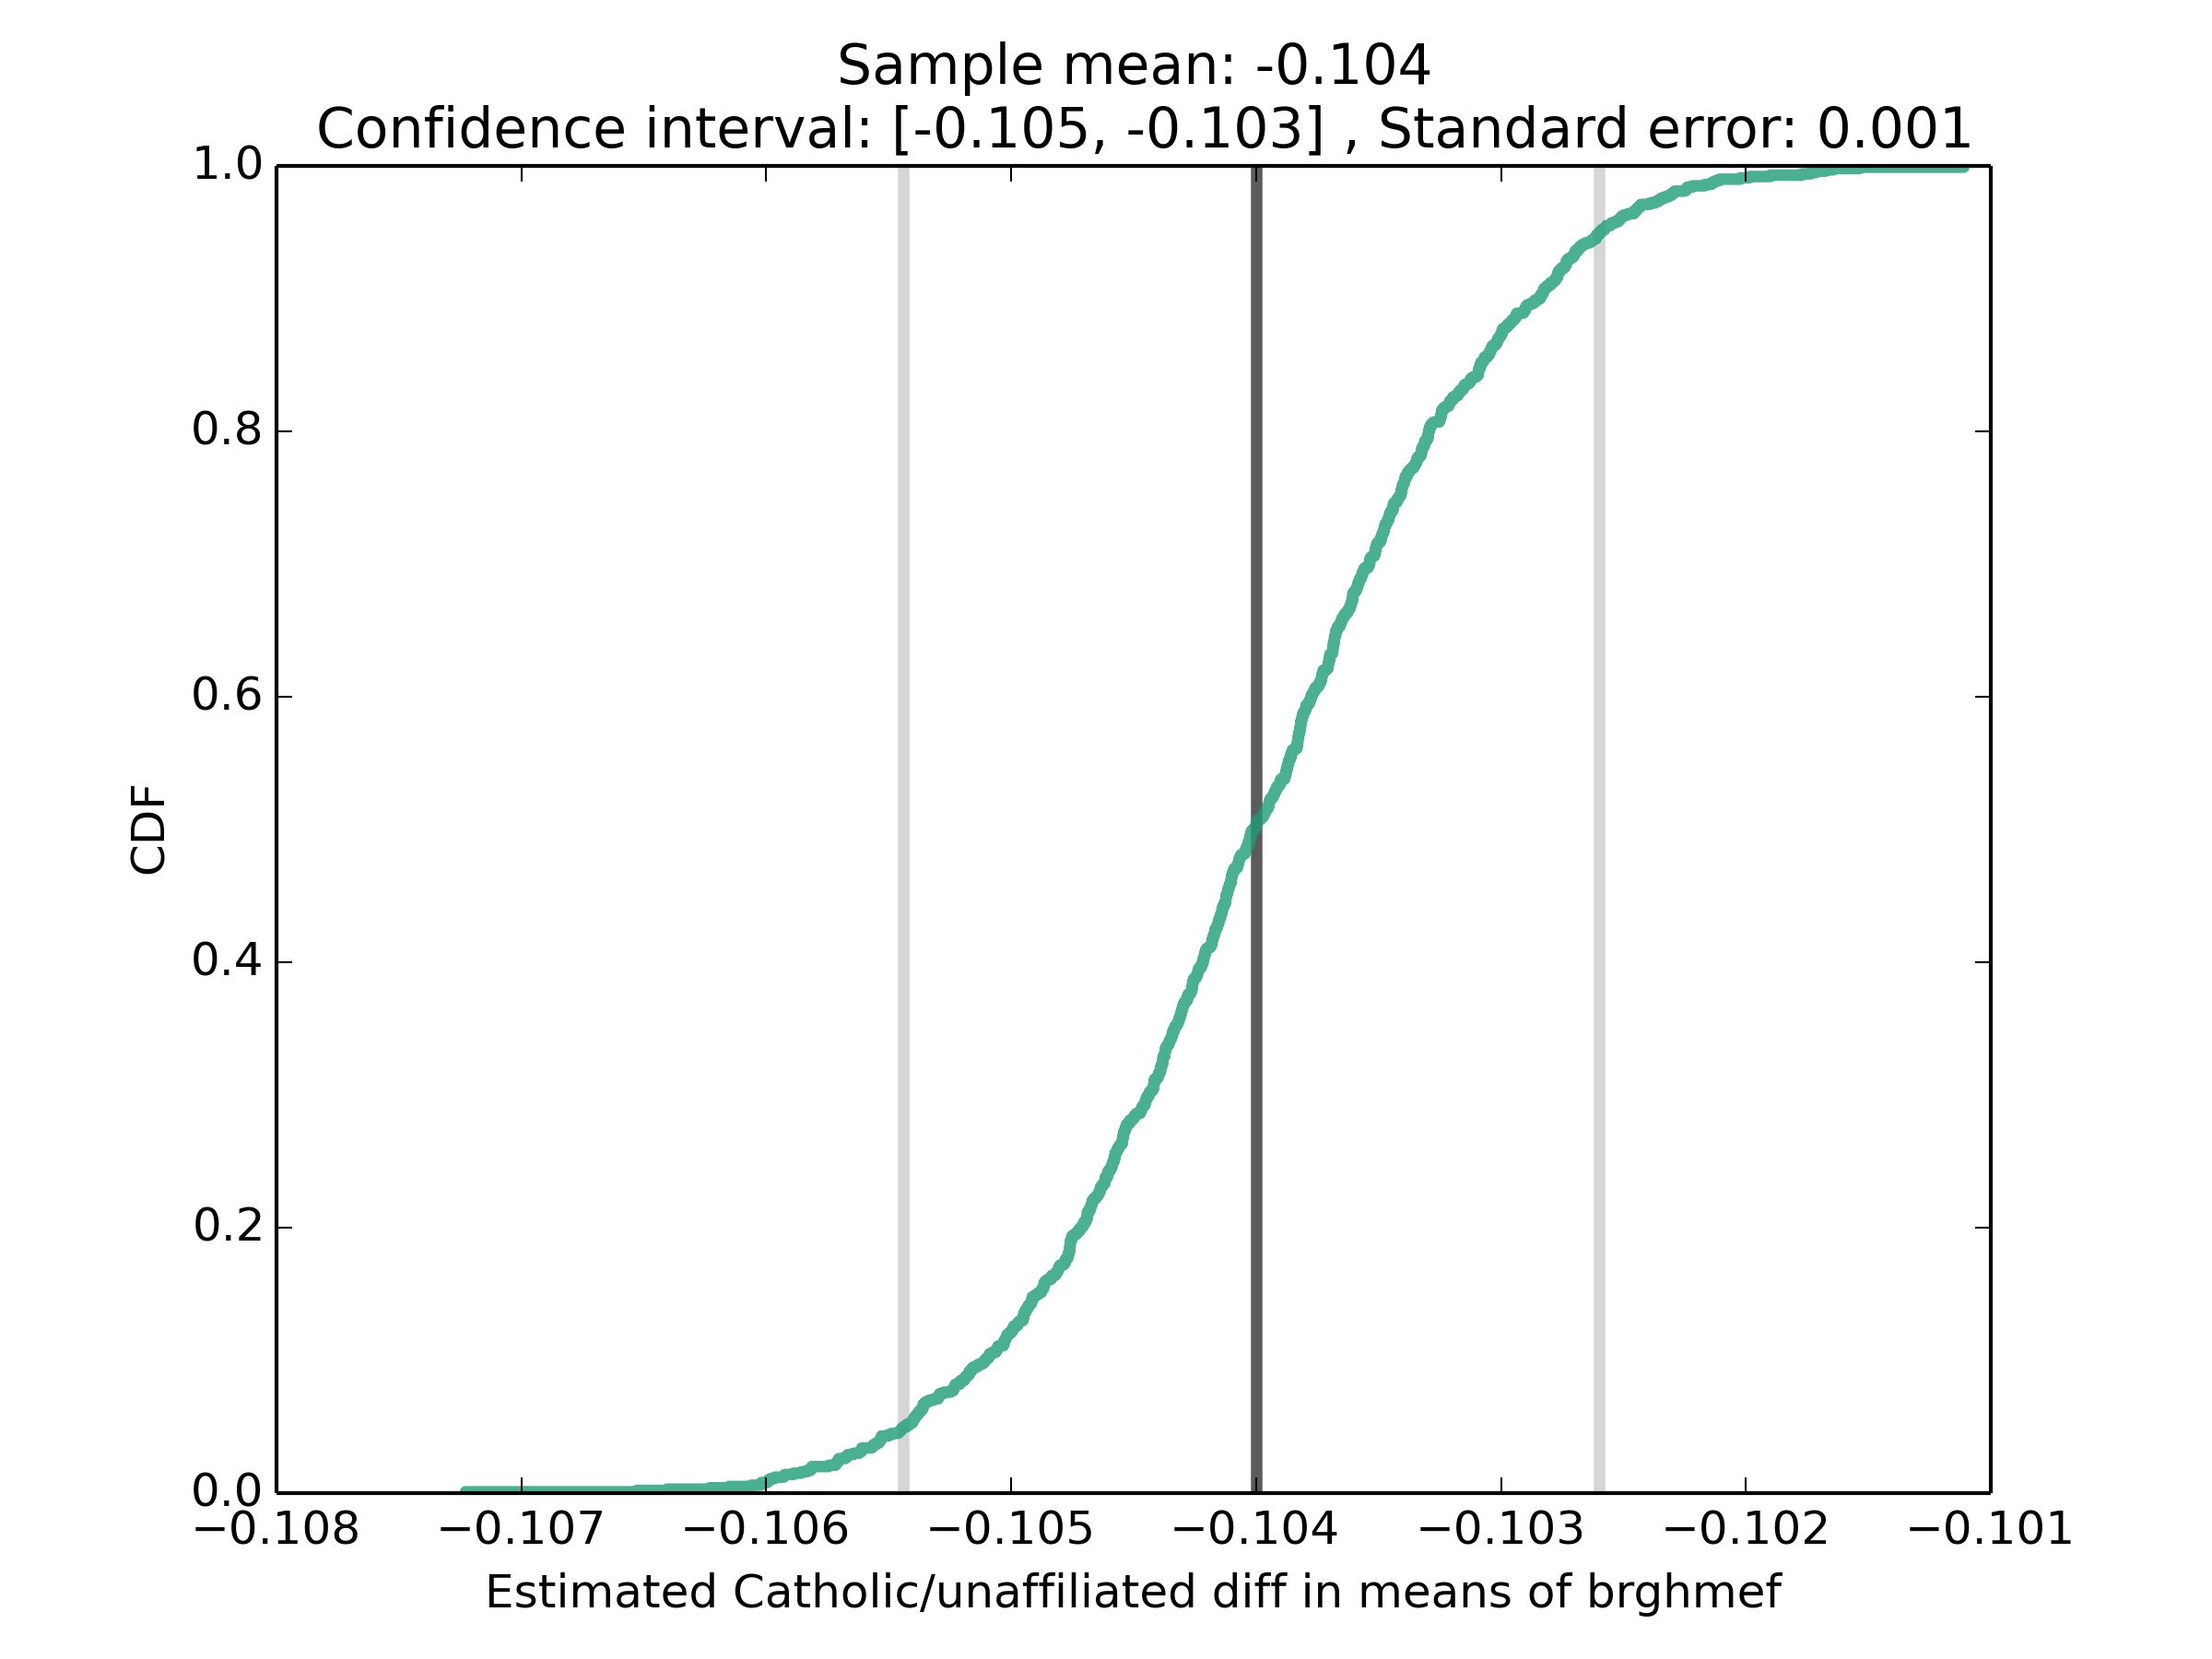 Sample mean: -0.104
Confidence interval: [-0.105, -0.103] , Standard error: 0.001
1.0
0.8
0.6
0.4
0.2
0.0
CDF
−0.108 −0.107 −0.106 −0.105 −0.104 −0.103 −0.102 −0.101
Estimated Catholic/unaffiliated diff in means of brghmef